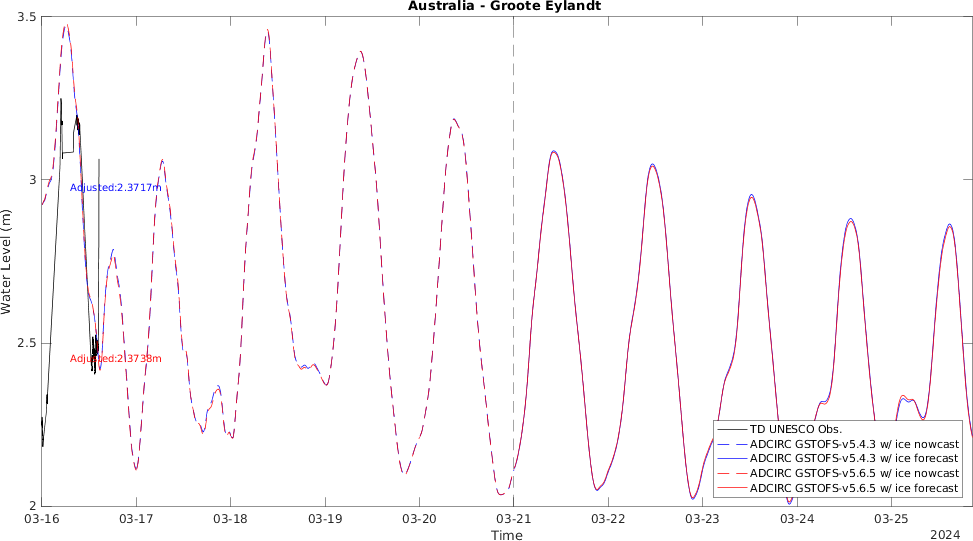 Australia - Groote Eylandt
3.5
3
2.5
2
Water Level (m)
Adjusted:2.3717m
Adjusted:2.3738m
TD UNESCO Obs.
ADCIRC GSTOFS-v5.4.3 w/ ice nowcast
ADCIRC GSTOFS-v5.4.3 w/ ice forecast
ADCIRC GSTOFS-v5.6.5 w/ ice nowcast
ADCIRC GSTOFS-v5.6.5 w/ ice forecast
03-16 03-17 03-18 03-19 03-20 03-21 03-22 03-23 03-24 03-25
Time
2024